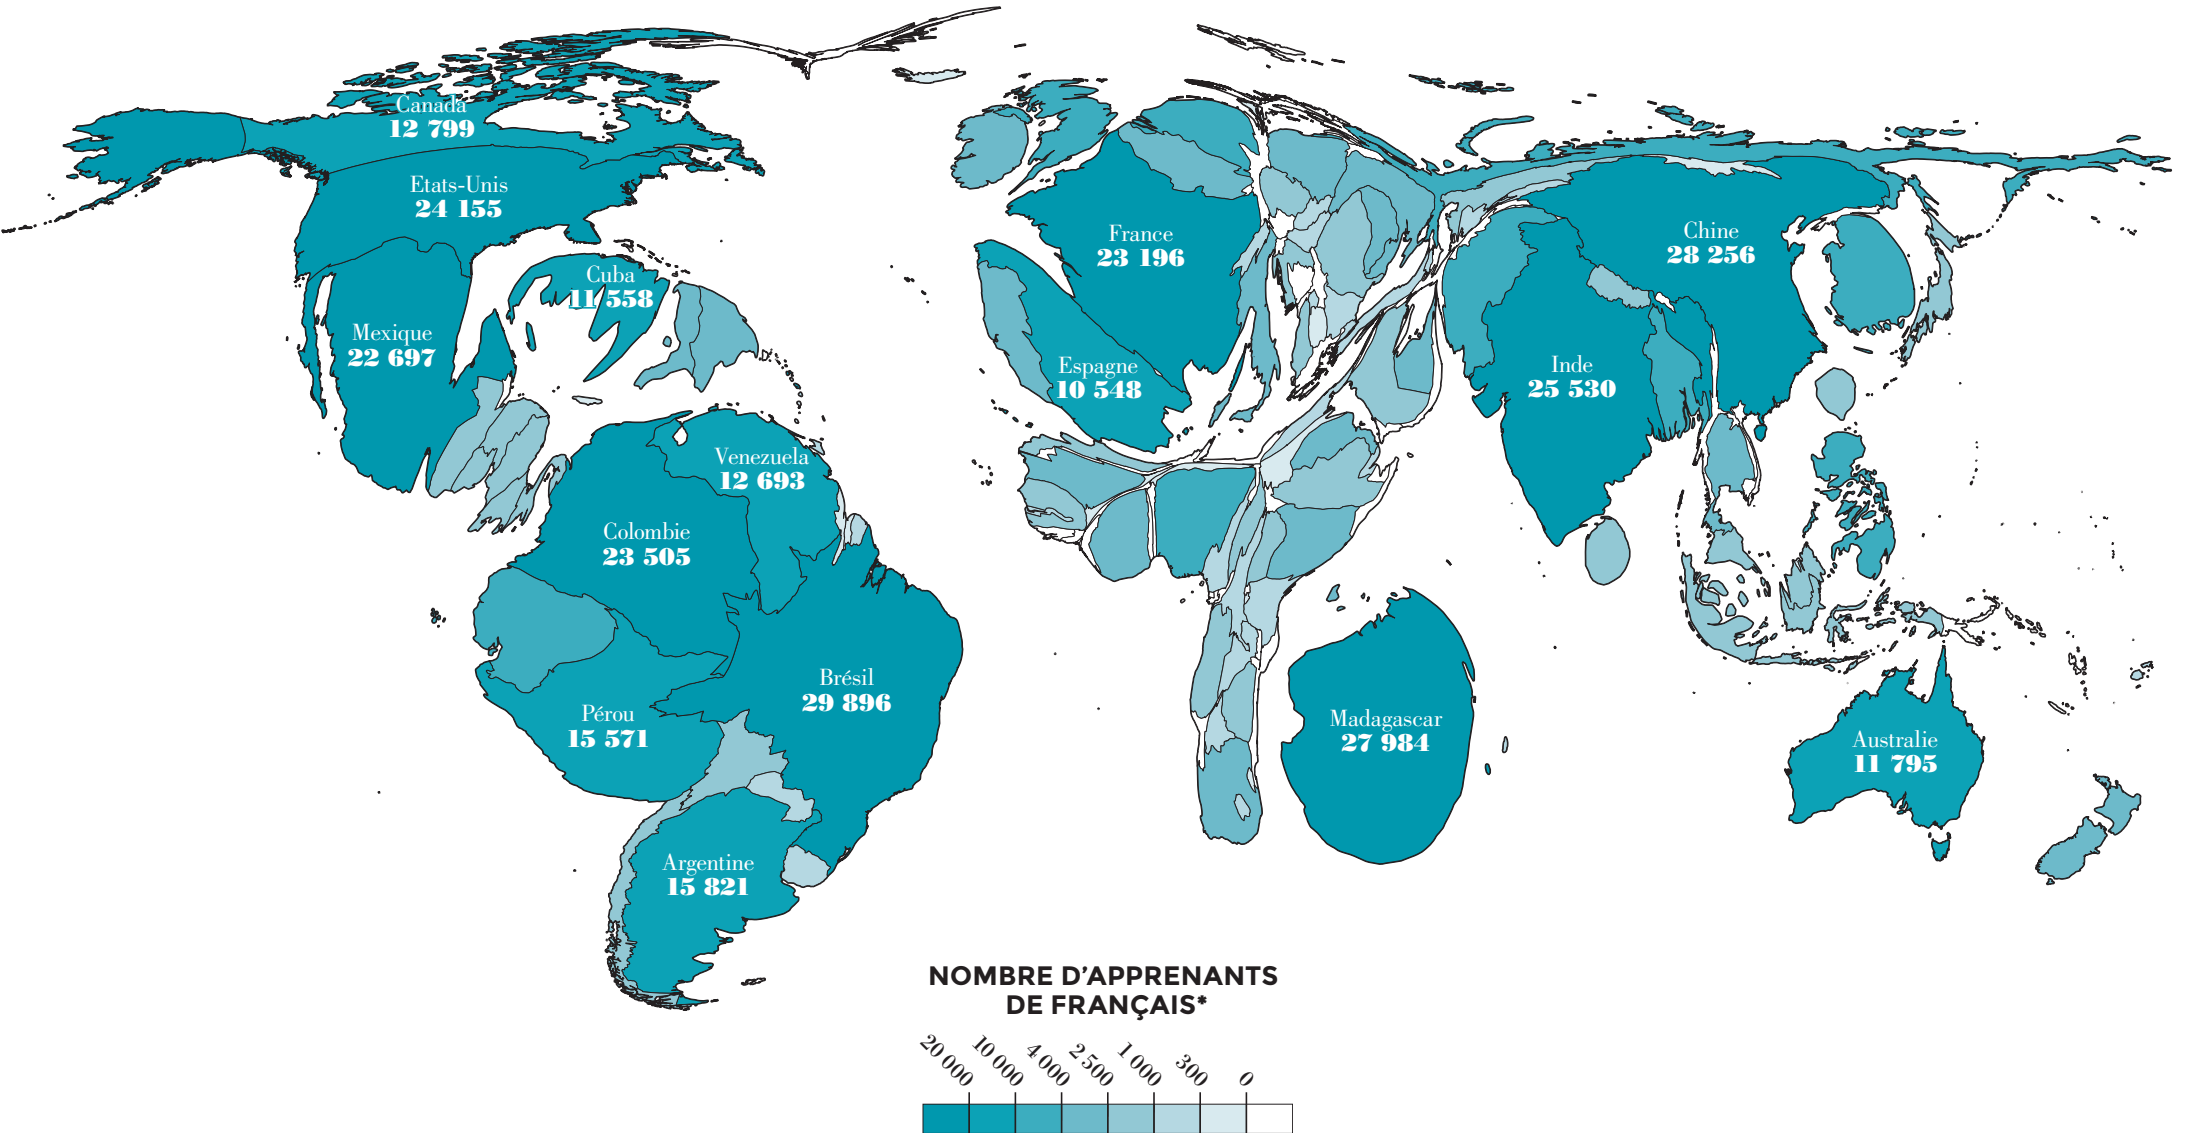 Canada
12 799
Etats-Unis
24 155
Mexique
22 697
Cuba
11 558
Venezuela
12 693
Colombie
23 505
Brésil
29 896
Pérou
15 571
Argentine
15 821
France
23 196
Espagne
10 548
Madagascar
27 984
Chine
28 256
Inde
25 530
Australie
11 795
NOMBRE D’APPRENANTS
DE FRANÇAIS*
20 000
10 000
4 000
2 500
1 000
300
0